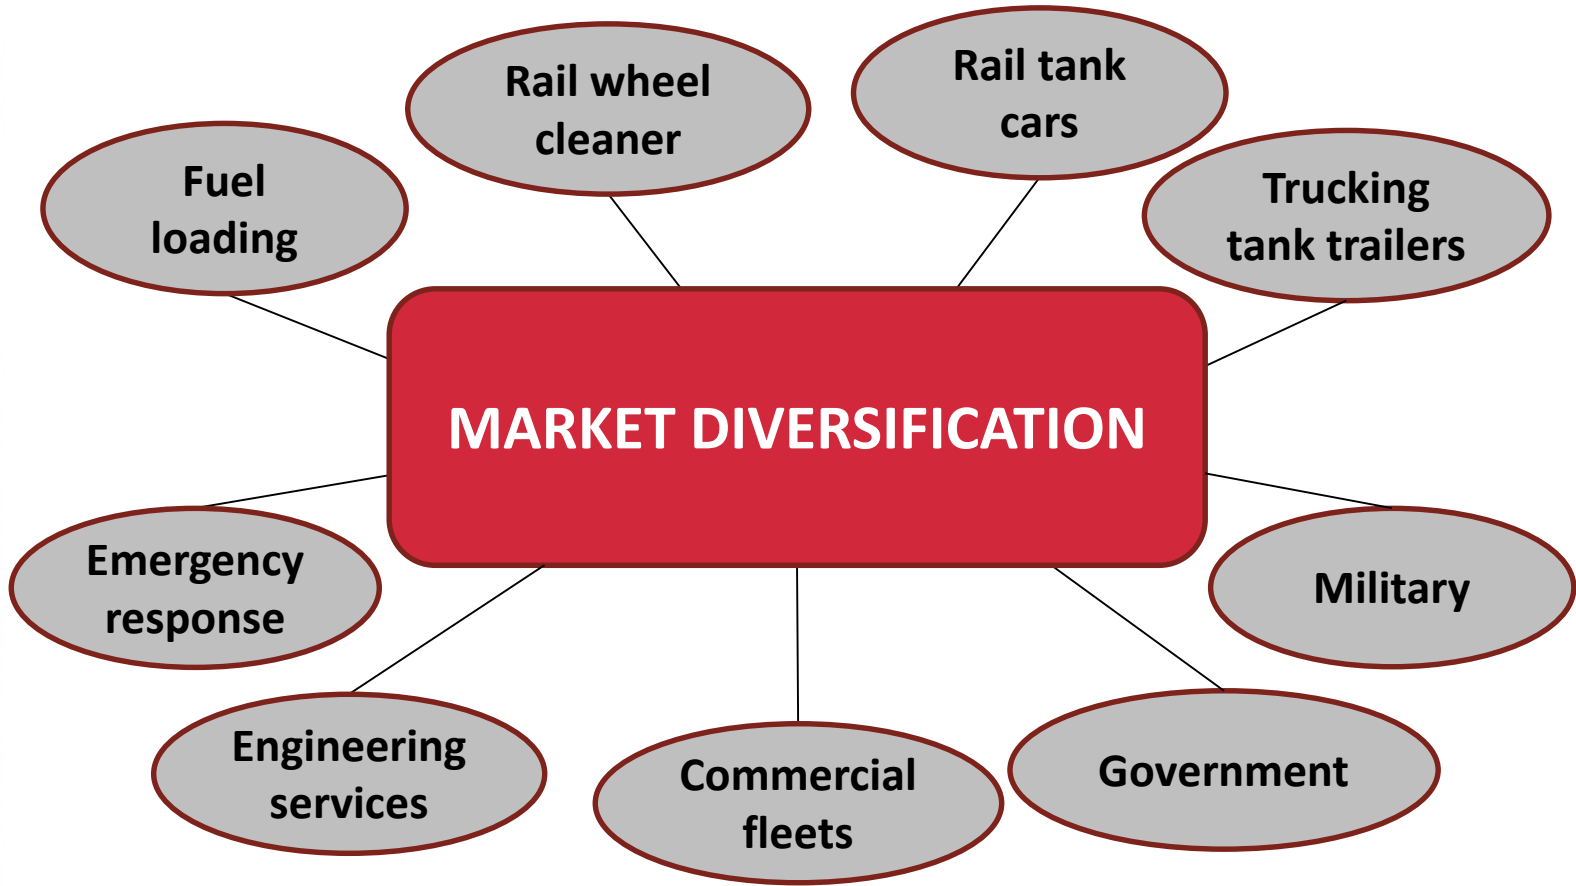 Rail wheel
cleaner
Rail tank
cars
Fuel
loading
Trucking
tank trailers
MARKET DIVERSIFICATION
Emergency
response
Military
Engineering
services
Commercial
fleets
Government